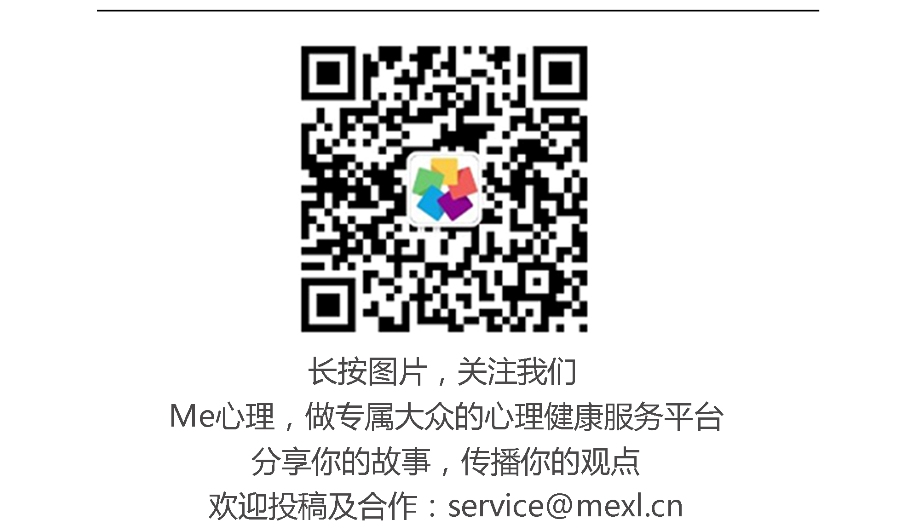 长按图片，关注我们
Me心理，做专属大众的心理健康服务平台
分享你的故事，传播你的观点
欢迎投稿及合作：service@mexl.cn